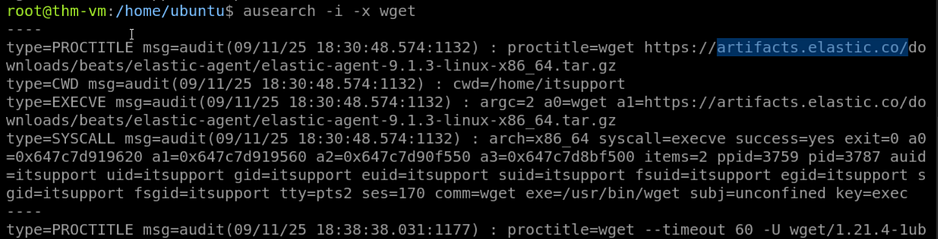 root@thm-vm:/home/ubuntu$ ausearch -i -x wget
----
type=PROCTITLE msg=audit(09/11/25 18:30:48.574:1132) : proctitle=wget https://artifacts.elastic.co/do
wnloads/beats/elastic-agent/elastic-agent-9.1.3-linux-x86_64.tar.gz
type=CWD msg=audit(09/11/25 18:30:48.574:1132) : cwd=/home/itsupport
type=EXECVE msg=audit(09/11/25 18:30:48.574:1132) : argc=2 a0=wget a1=https://artifacts.elastic.co/do
wnloads/beats/elastic-agent/elastic-agent-9.1.3-linux-x86_64.tar.gz
type=SYSCALL msg=audit(09/11/25 18:30:48.574:1132) : arch=x86_64 syscall=execve success=yes exit=0 a0
=0x647c7d919620 a1=0x647c7d919560 a2=0x647c7d90f550 a3=0x647c7d8bf500 items=2 ppid=3759 pid=3787 auid
=itsupport uid=itsupport gid=itsupport euid=itsupport suid=itsupport fsuid=itsupport egid=itsupport s
gid=itsupport fsgid=itsupport tty=pts2 ses=170 comm=wget exe=/usr/bin/wget subj=unconfined key=exec
----
type=PROCTITLE msg=audit(09/11/25 18:38:38.031:1177) : proctitle=wget --timeout 60 -U wget/1.21.4-1ub